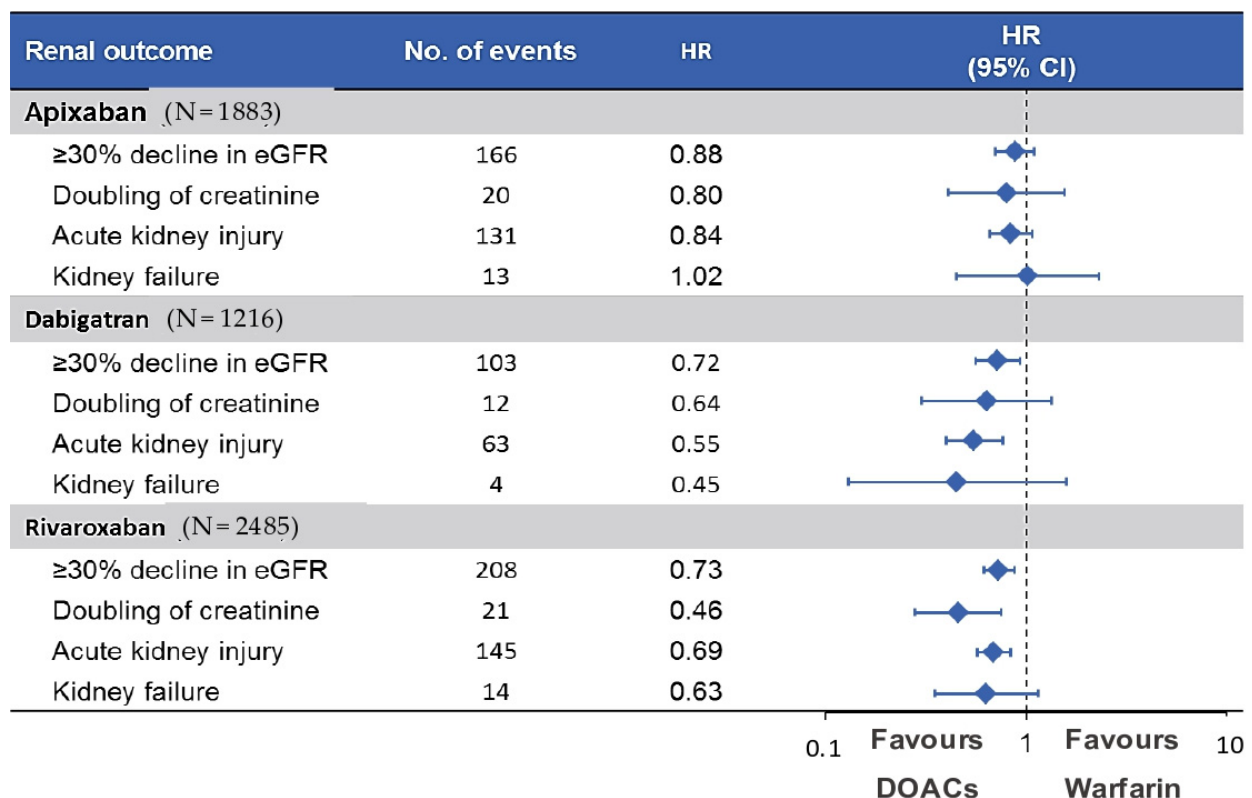 Renal outcome No. of events HR HR
(95% CI)
Apixaban (N=1883)
≥30% decline in eGFR 166 0.88
Doubling of creatinine 20 0.80
Acute kidney injury 131 0.84
Kidney failure 13 1.02
Dabigatran (N=1216)
≥30% decline in eGFR 103 0.72
Doubling of creatinine 12 0.64
Acute kidney injury 63 0.55
Kidney failure 4 0.45
Rivaroxaban (N=2485)
≥30% decline in eGFR 208 0.73
Doubling of creatinine 21 0.46
Acute kidney injury 145 0.69
Kidney failure 14 0.63
0.1 Favours 1 Favours 10
DOACs Warfarin